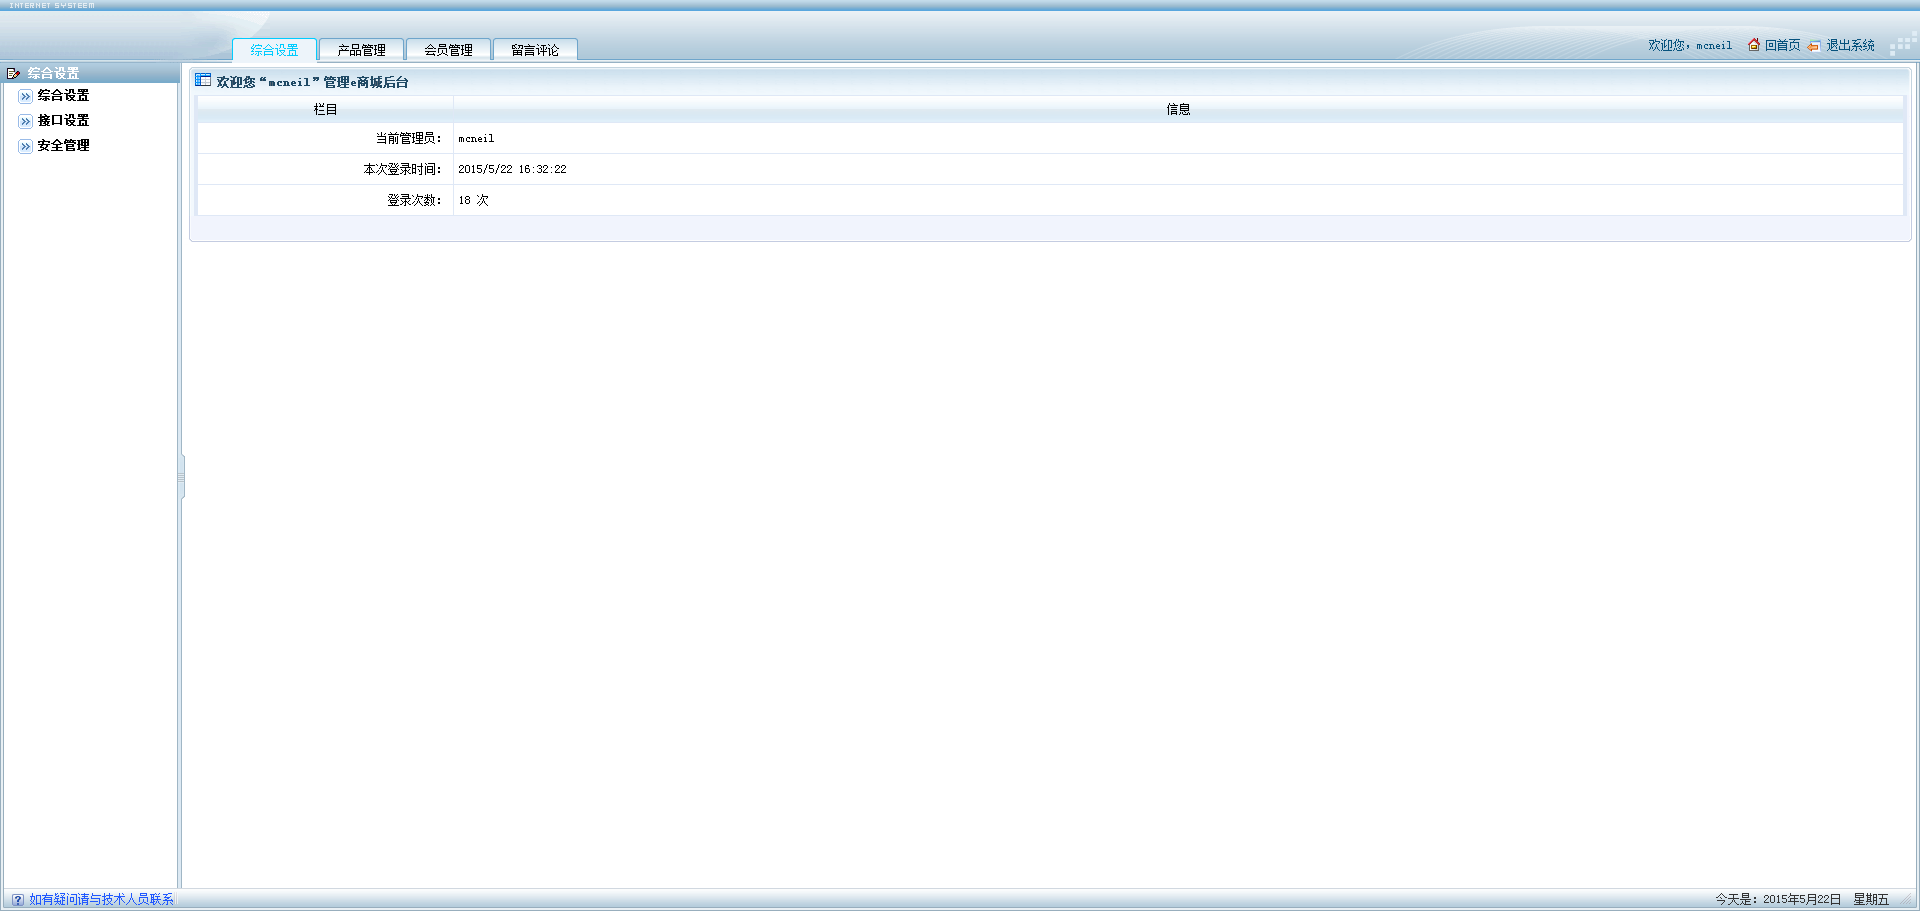 INTERNET SYSTEEM
综合设置 产品管理 会员管理 留言评论
欢迎您，mcneil 回首页 退出系统
综合设置
综合设置
接口设置
安全管理
欢迎您“mcneil”管理e商城后台
栏目 信息
当前管理员： mcneil
本次登录时间： 2015/5/22 16:32:22
登录次数： 18 次
如有疑问请与技术人员联系
今天是：2015年5月22日 星期五